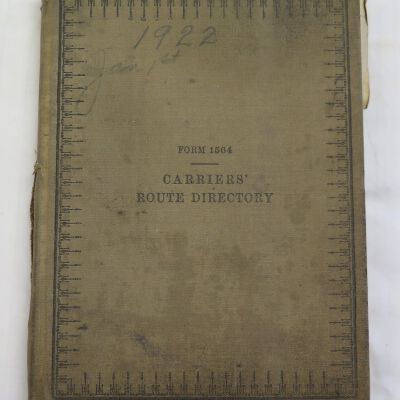 1922
Jan 1st
FORM 1564
CARRIERS'
ROUTE DIRECTORY